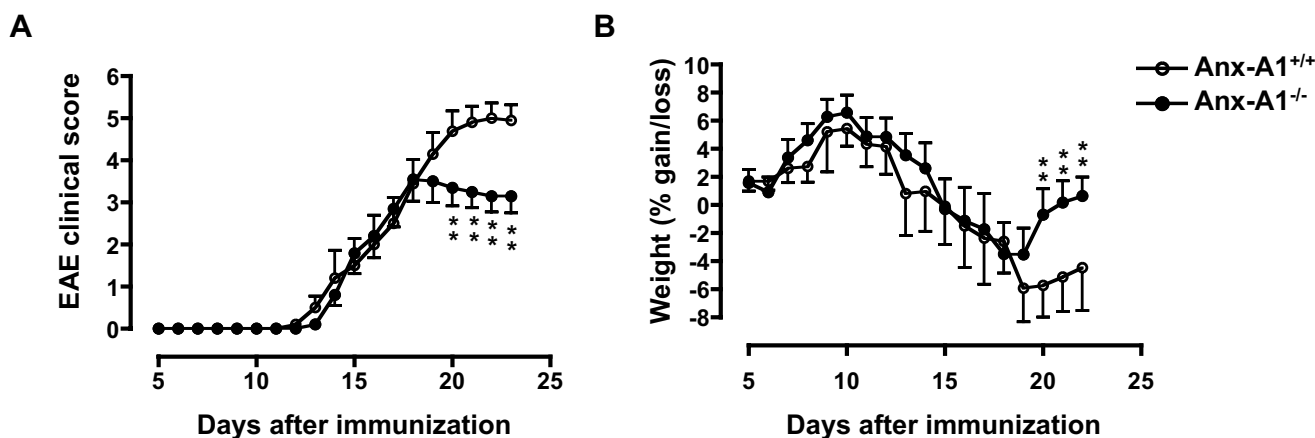 A
B
Anx-A1+/+
Anx-A1-/-
EAE clinical score
6
5
4
3
2
1
0
** ** ** **
5 10 15 20 25
Days after immunization
Weight (% gain/loss)
10
8
6
4
2
0
-2
-4
-6
-8
** ** **
5 10 15 20 25
Days after immunization